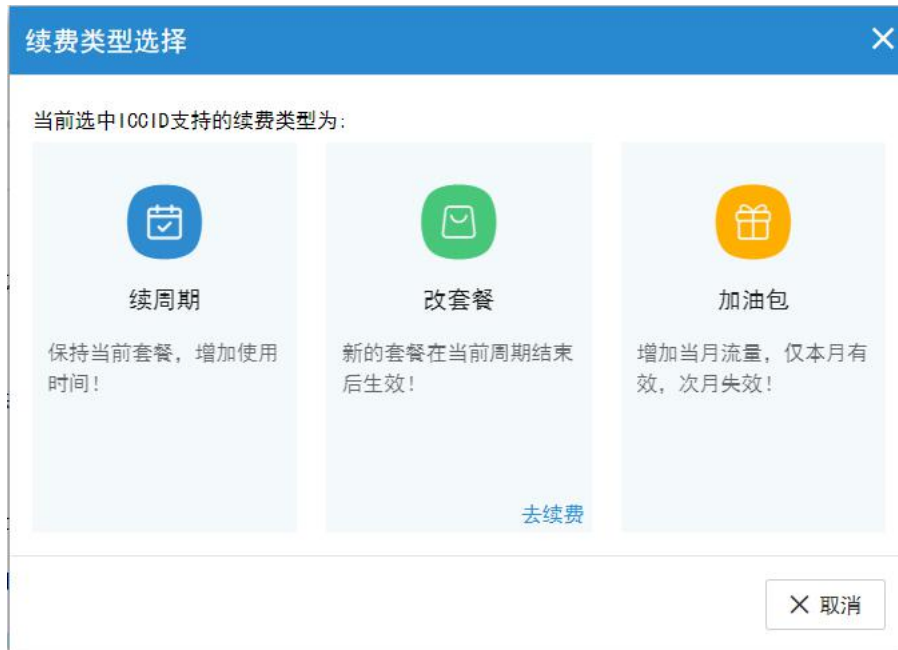 续费类型选择
当前选中ICCID支持的续费类型为:
续周期
保持当前套餐，增加使用
时间!
改套餐
新的套餐在当前周期结束
后生效!
去续费
加油包
增加当月流量，仅本月有
效，次月失效!
取消